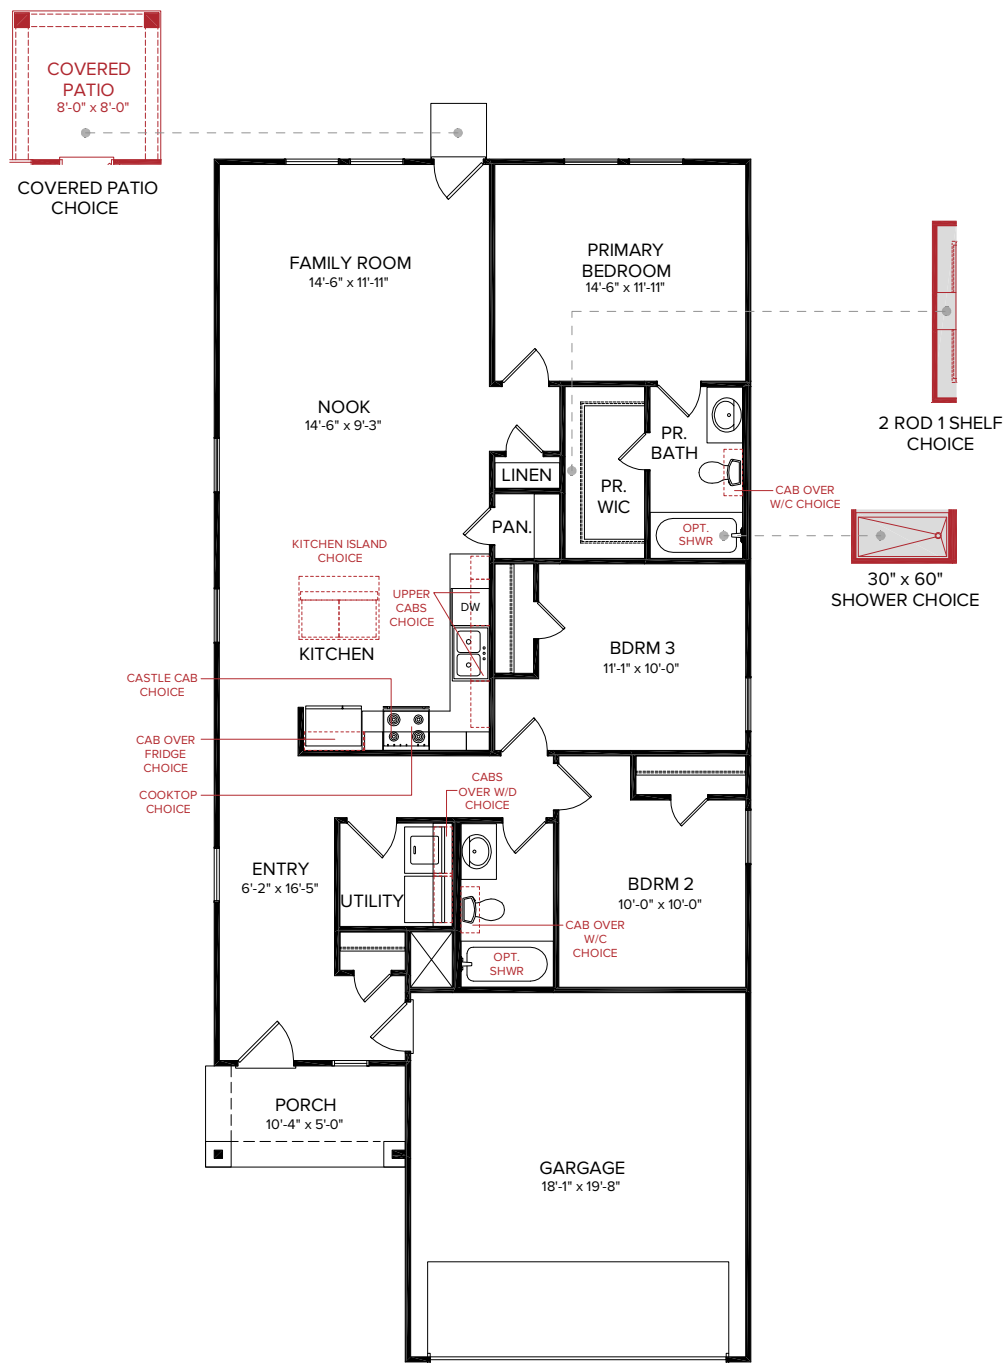 COVERED
PATIO
8'-0" x 8'-0"
COVERED PATIO
CHOICE
FAMILY ROOM
14'-6" x 11'-11"
PRIMARY
BEDROOM
14'-6" x 11'-11"
NOOK
14'-6" x 9'-3"
2 ROD 1 SHELF
CHOICE
PR.
BATH
LINEN
PR.
WIC
CAB OVER
W/C CHOICE
PAN.
OPT.
SHWR
KITCHEN ISLAND
CHOICE
30" x 60"
SHOWER CHOICE
UPPER
CABS
CHOICE
DW
KITCHEN
BDRM 3
11'-1" x 10'-0"
CASTLE CAB
CHOICE
CAB OVER
FRIDGE
CHOICE
COOKTOP
CHOICE
CABS
OVER W/D
CHOICE
ENTRY
6'-2" x 16'-5"
UTILITY
BDRM 2
10'-0" x 10'-0"
CAB OVER
W/C
CHOICE
OPT.
SHWR
PORCH
10'-4" x 5'-0"
GARGAGE
18'-1" x 19'-8"